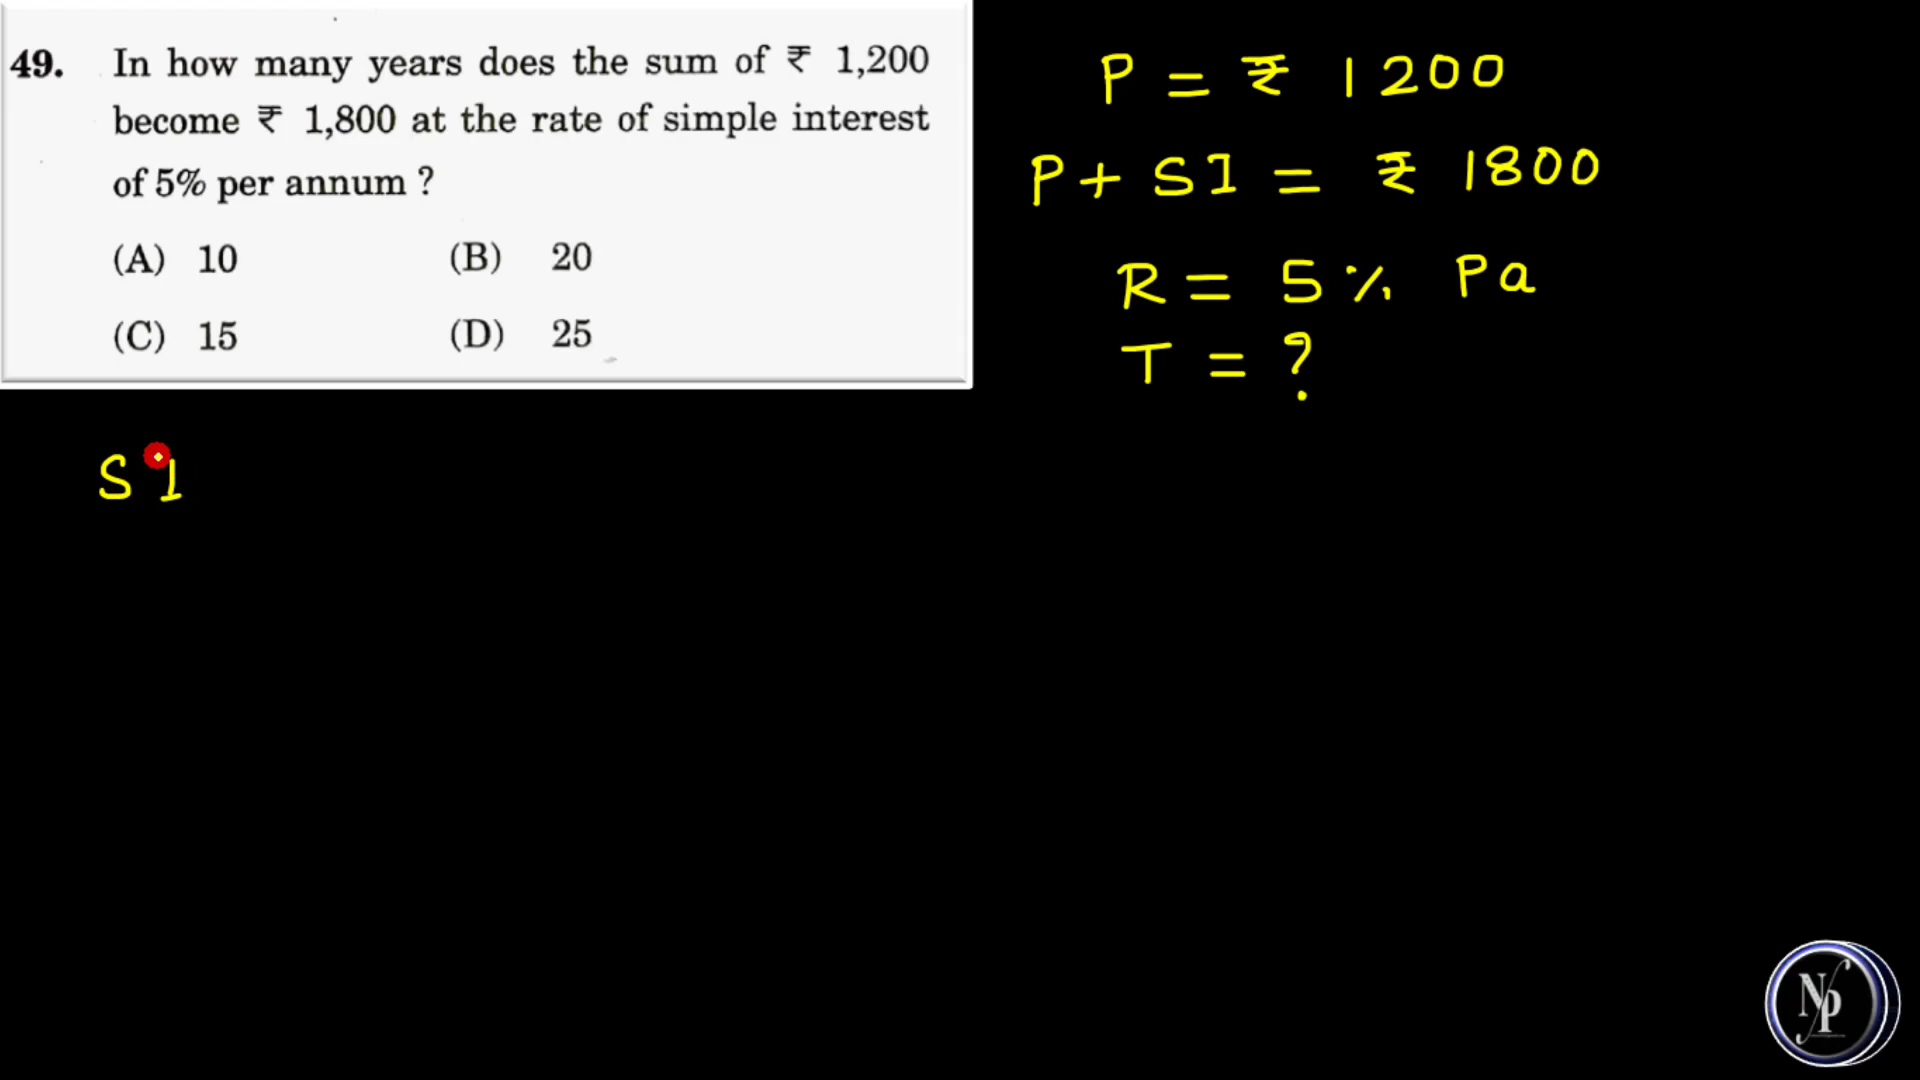 49. In how many years does the sum of ₹ 1,200
become ₹ 1,800 at the rate of simple interest
of 5% per annum ?
(A) 10 (B) 20
(C) 15 (D) 25
P = ₹ 1200
P + SI = ₹ 1800
R = 5 % Pa
T = ?
SI
NP